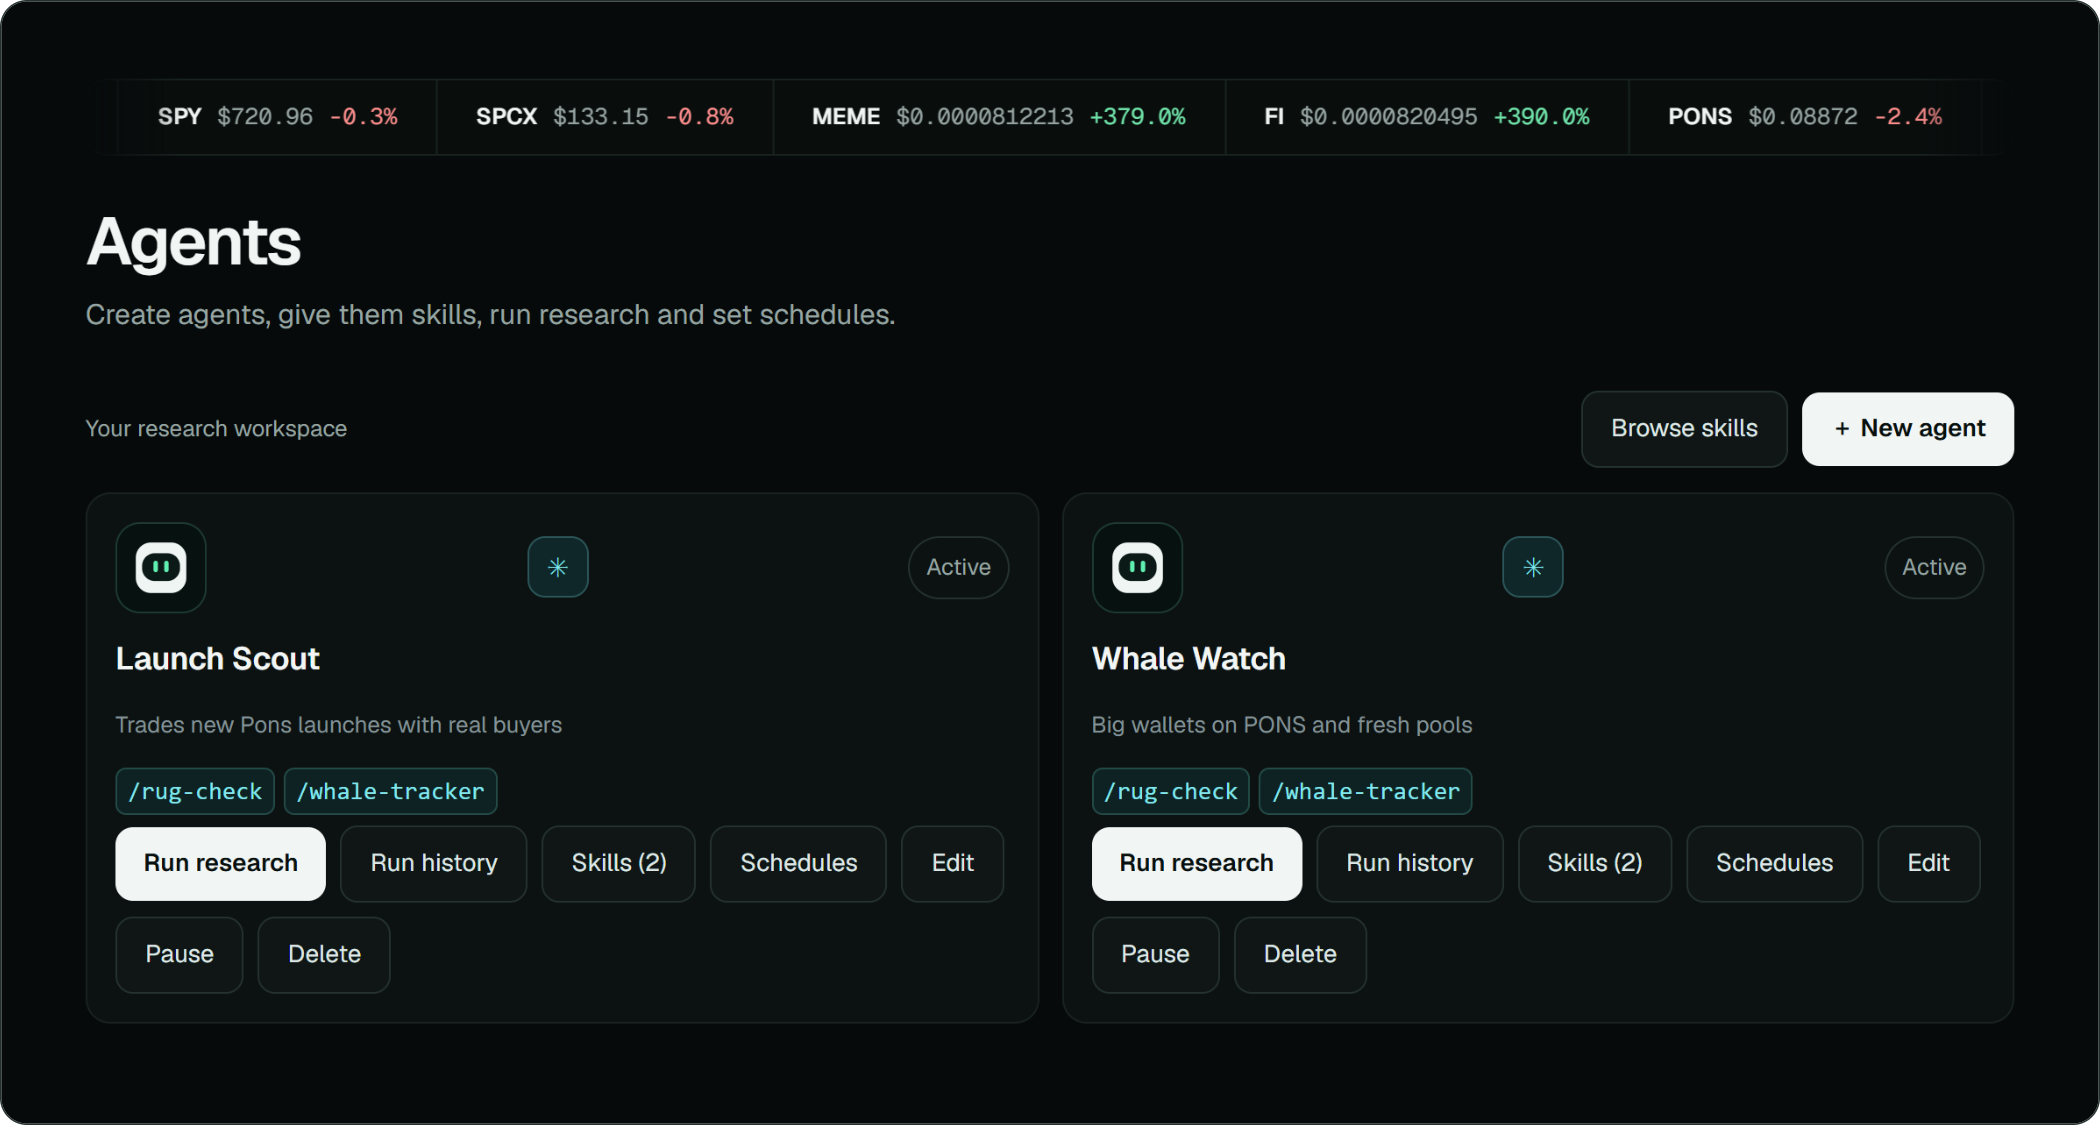 SPY $720.96 -0.3% SPCX $133.15 -0.8% MEME $0.0000812213 +379.0% FI $0.0000820495 +390.0% PONS $0.08872 -2.4%
Agents
Create agents, give them skills, run research and set schedules.
Your research workspace
Browse skills
+ New agent
Active
Launch Scout
Trades new Pons launches with real buyers
/rug-check /whale-tracker
Run research Run history Skills (2) Schedules Edit
Pause Delete
Active
Whale Watch
Big wallets on PONS and fresh pools
/rug-check /whale-tracker
Run research Run history Skills (2) Schedules Edit
Pause Delete